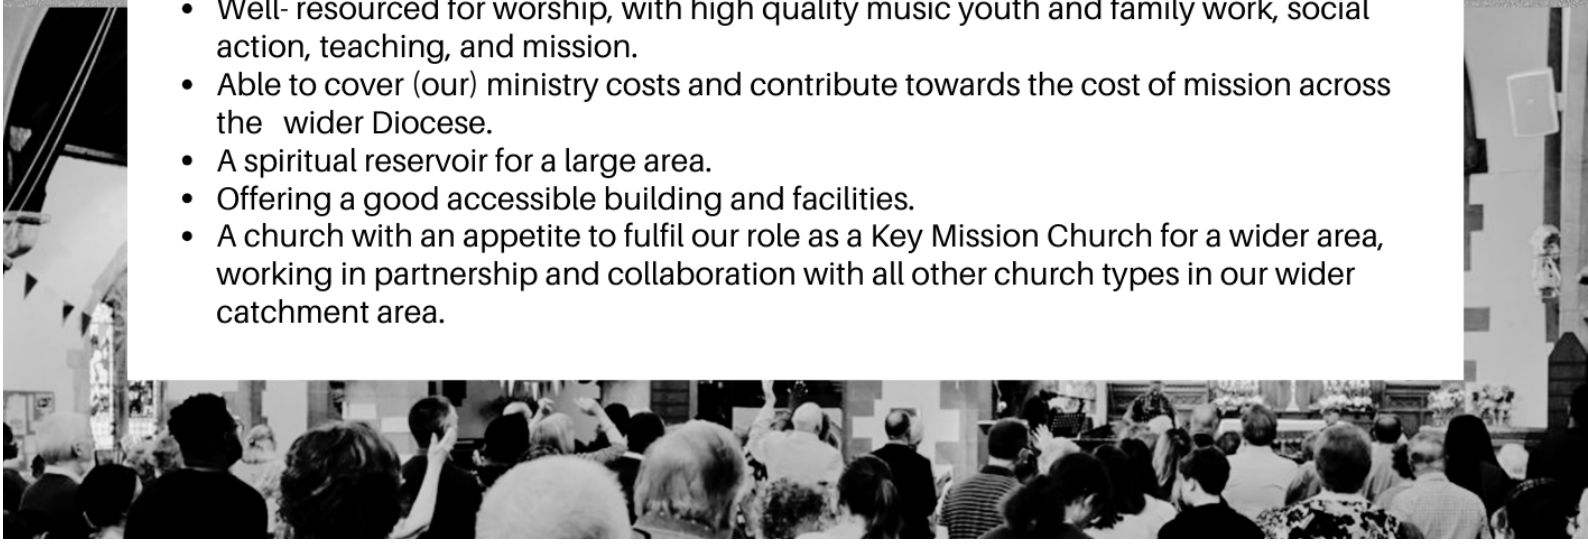 • Well- resourced for worship, with high quality music youth and family work, social
action, teaching, and mission.
• Able to cover (our) ministry costs and contribute towards the cost of mission across
the   wider Diocese.
• A spiritual reservoir for a large area.
• Offering a good accessible building and facilities.
• A church with an appetite to fulfil our role as a Key Mission Church for a wider area,
working in partnership and collaboration with all other church types in our wider
catchment area.